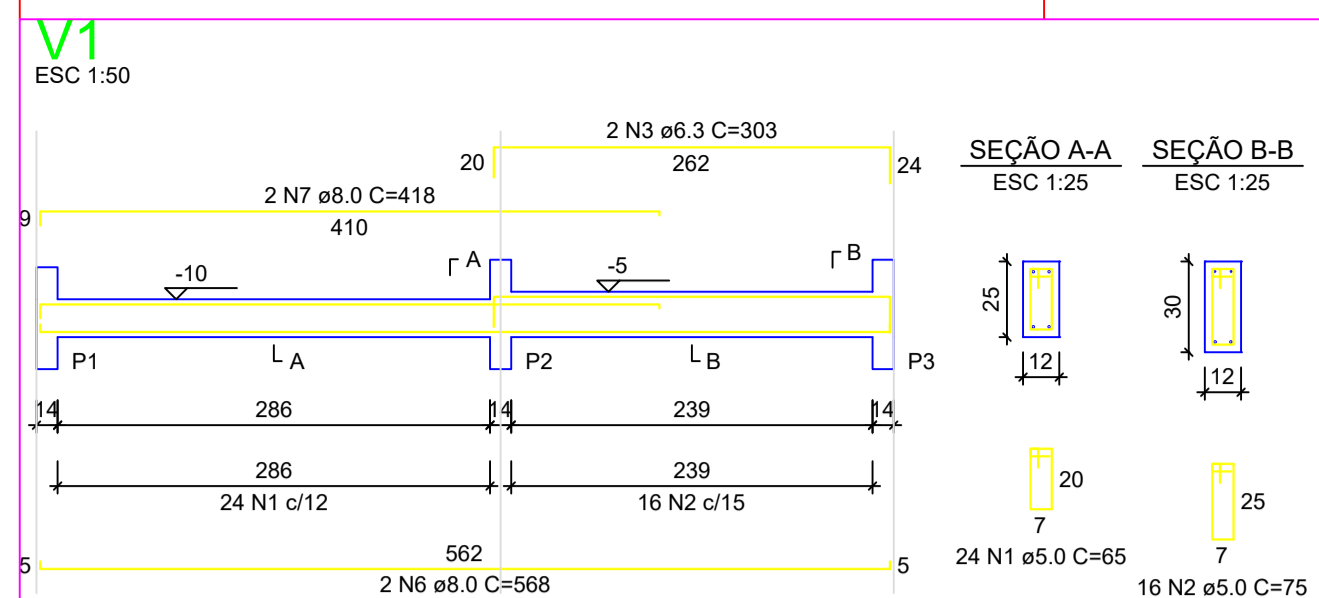 V1
ESC 1:50
2 N3 ø6.3 C=303
20
262
24
SEÇÃO A-A
ESC 1:25
SEÇÃO B-B
ESC 1:25
2 N7 ø8.0 C=418
9
410
A
B
-10
-5
P1
A
P2
B
P3
25
12
30
12
14
286
14
239
14
286
24 N1 c/12
239
16 N2 c/15
20
7
24 N1 ø5.0 C=65
25
7
16 N2 ø5.0 C=75
5
562
5
2 N6 ø8.0 C=568